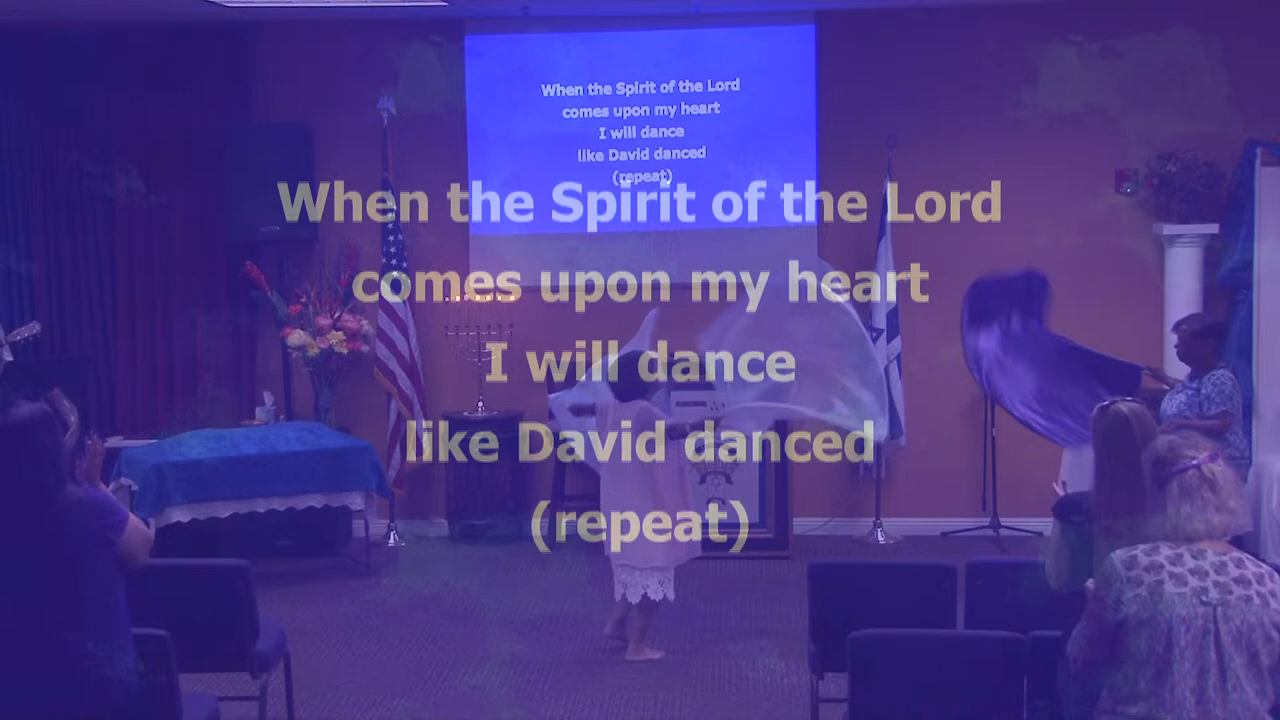 When the Spirit of the Lord
comes upon my heart
I will dance
like David danced
(repeat)
When the Spirit of the Lord
comes upon my heart
I will dance
like David danced
(repeat)